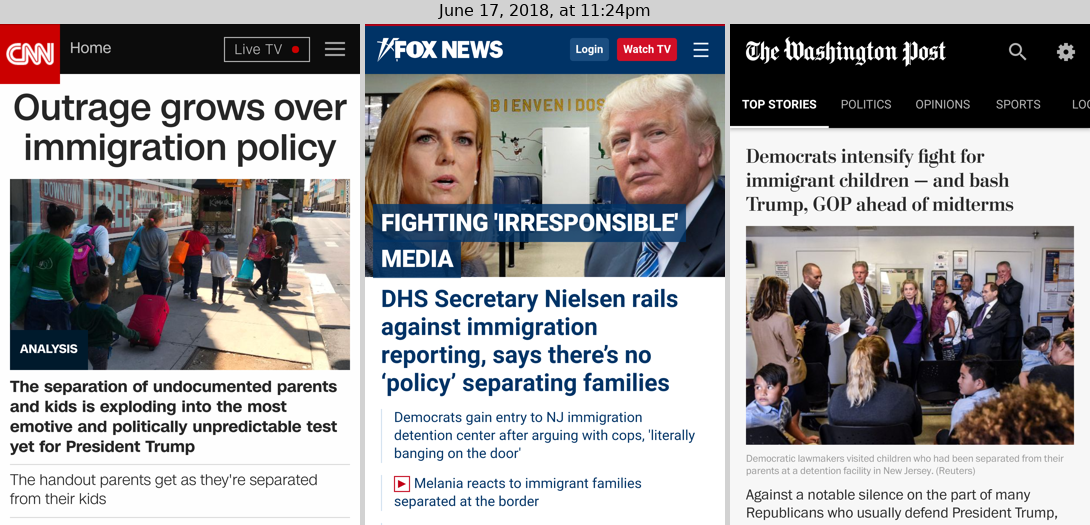 June 17, 2018, at 11:24pm
CNN
Home
Live TV
Outrage grows over
immigration policy
DOWNTOWN
ANALYSIS
The separation of undocumented parents
and kids is exploding into the most
emotive and politically unpredictable test
yet for President Trump
The handout parents get as they're separated
from their kids
FOX NEWS
Login
Watch TV
BIENVENIDOS
FIGHTING 'IRRESPONSIBLE'
MEDIA
DHS Secretary Nielsen rails
against immigration
reporting, says there’s no
‘policy’ separating families
Democrats gain entry to NJ immigration
detention center after arguing with cops, 'literally
banging on the door'
Melania reacts to immigrant families
separated at the border
The Washington Post
TOP STORIES
POLITICS
OPINIONS
SPORTS
LOC
Democrats intensify fight for
immigrant children — and bash
Trump, GOP ahead of midterms
Democratic lawmakers visited children who had been separated from their
parents at a detention facility in New Jersey. (Reuters)
Against a notable silence on the part of many
Republicans who usually defend President Trump,